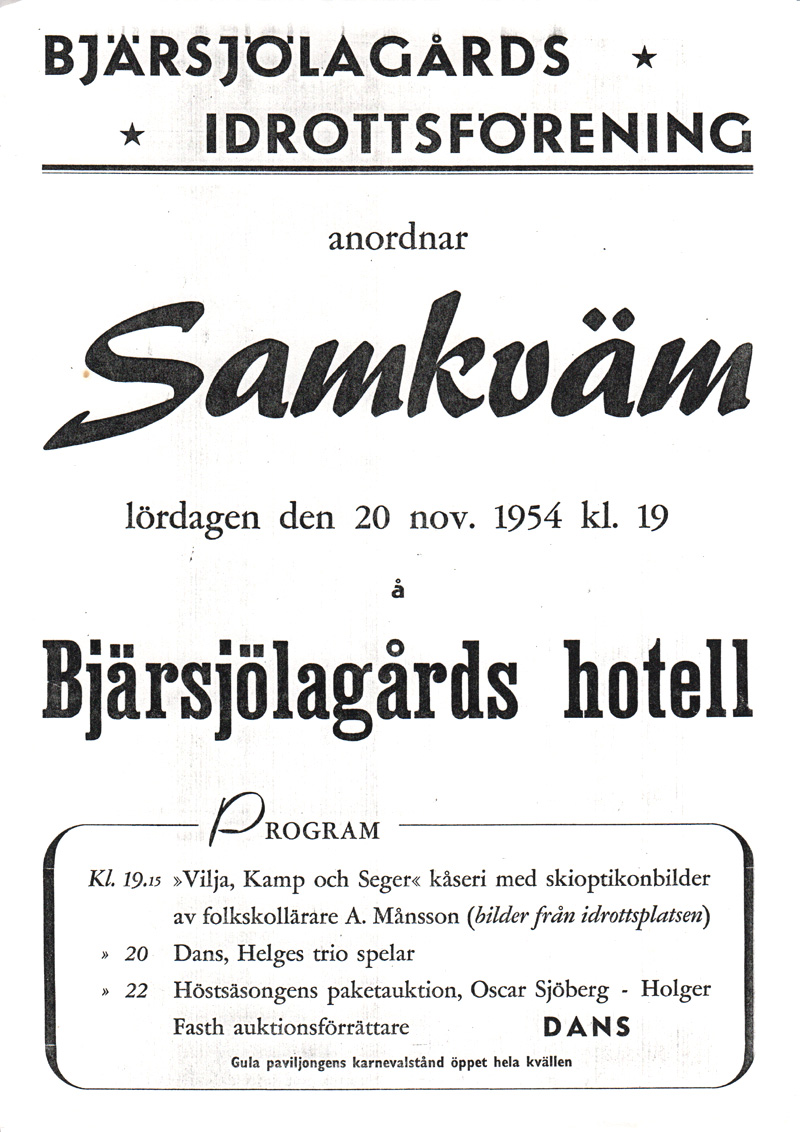 BJÄRSJÖLAGÅRDS ★
★ IDROTTSFÖRENING
anordnar
Samkväm
lördagen den 20 nov. 1954 kl. 19
å
Bjärsjölagårds hotell
PROGRAM
Kl. 19.15 »Vilja, Kamp och Seger« kåseri med skioptikonbilder
av folkskollärare A. Månsson (bilder från idrottsplatsen)
» 20 Dans, Helges trio spelar
» 22 Höstsäsongens paketauktion, Oscar Sjöberg - Holger
Fasth auktionsförrättare DANS
Gula paviljongens karnevalstånd öppet hela kvällen